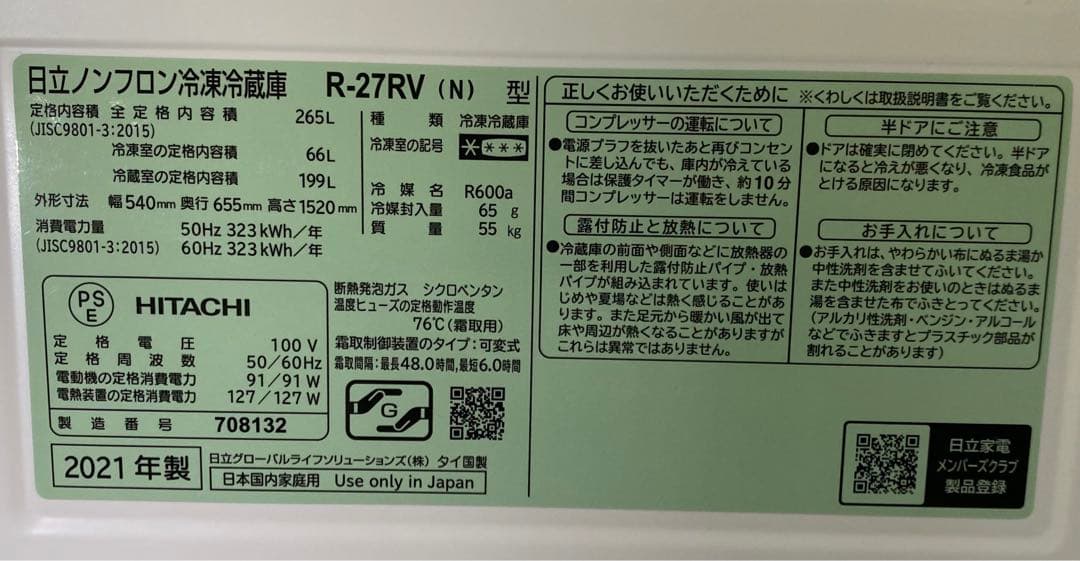 日立ノンフロン冷凍冷蔵庫 R-27RV (N) 型
定格内容積 全定格内容積 265L
(JISC9801-3:2015)
冷凍室の定格内容積 66L
冷蔵室の定格内容積 199L
外形寸法 幅540mm 奥行655mm 高さ1520mm
消費電力量 50Hz 323kWh/年
(JISC9801-3:2015) 60Hz 323kWh/年
種類 冷凍冷蔵庫
冷凍室の記号 ****
冷媒名 R600a
冷媒封入量 65 g
質量 55 kg
PS
E
HITACHI
定格電圧 100 V
定格周波数 50/60Hz
電動機の定格消費電力 91/91 W
電熱装置の定格消費電力 127/127 W
製造番号 708132
断熱発泡ガス シクロペンタン
温度ヒューズの定格動作温度
76℃(霜取用)
霜取制御装置のタイプ:可変式
霜取間隔:最長48.0時間,最短6.0時間
G
2021 年製
日立グローバルライフソリューションズ(株) タイ国製
日本国内家庭用 Use only in Japan
正しくお使いいただくために ※くわしくは取扱説明書をご覧ください。
コンプレッサーの運転について
●電源プラフを抜いたあと再びコンセン
トに差し込んでも、庫内が冷えている
場合は保護タイマーが働き、約10分
間コンプレッサーは運転をしません。
露付防止と放熱について
●冷蔵庫の前面や側面などに放熱器の
一部を利用した露付防止パイプ・放熱
パイプが組み込まれています。使いは
じめや夏場などは熱く感じることがあ
ります。また足元から暖かい風が出て
床や周辺が熱くなることがありますが
これらは異常ではありません。
半ドアにご注意
●ドアは確実に閉めてください。半ドア
になると冷えが悪くなり、冷凍食品が
とける原因になります。
お手入れについて
●お手入れは、やわらかい布にぬるま湯か
中性洗剤を含ませてふいてください。
また中性洗剤をお使いのときはぬるま
湯を含ませた布でふきとってください。
(アルカリ性洗剤・ベンジン・アルコール
などでふきますとプラスチック部品が
割れることがあります)
日立家電
メンバーズクラブ
製品登録